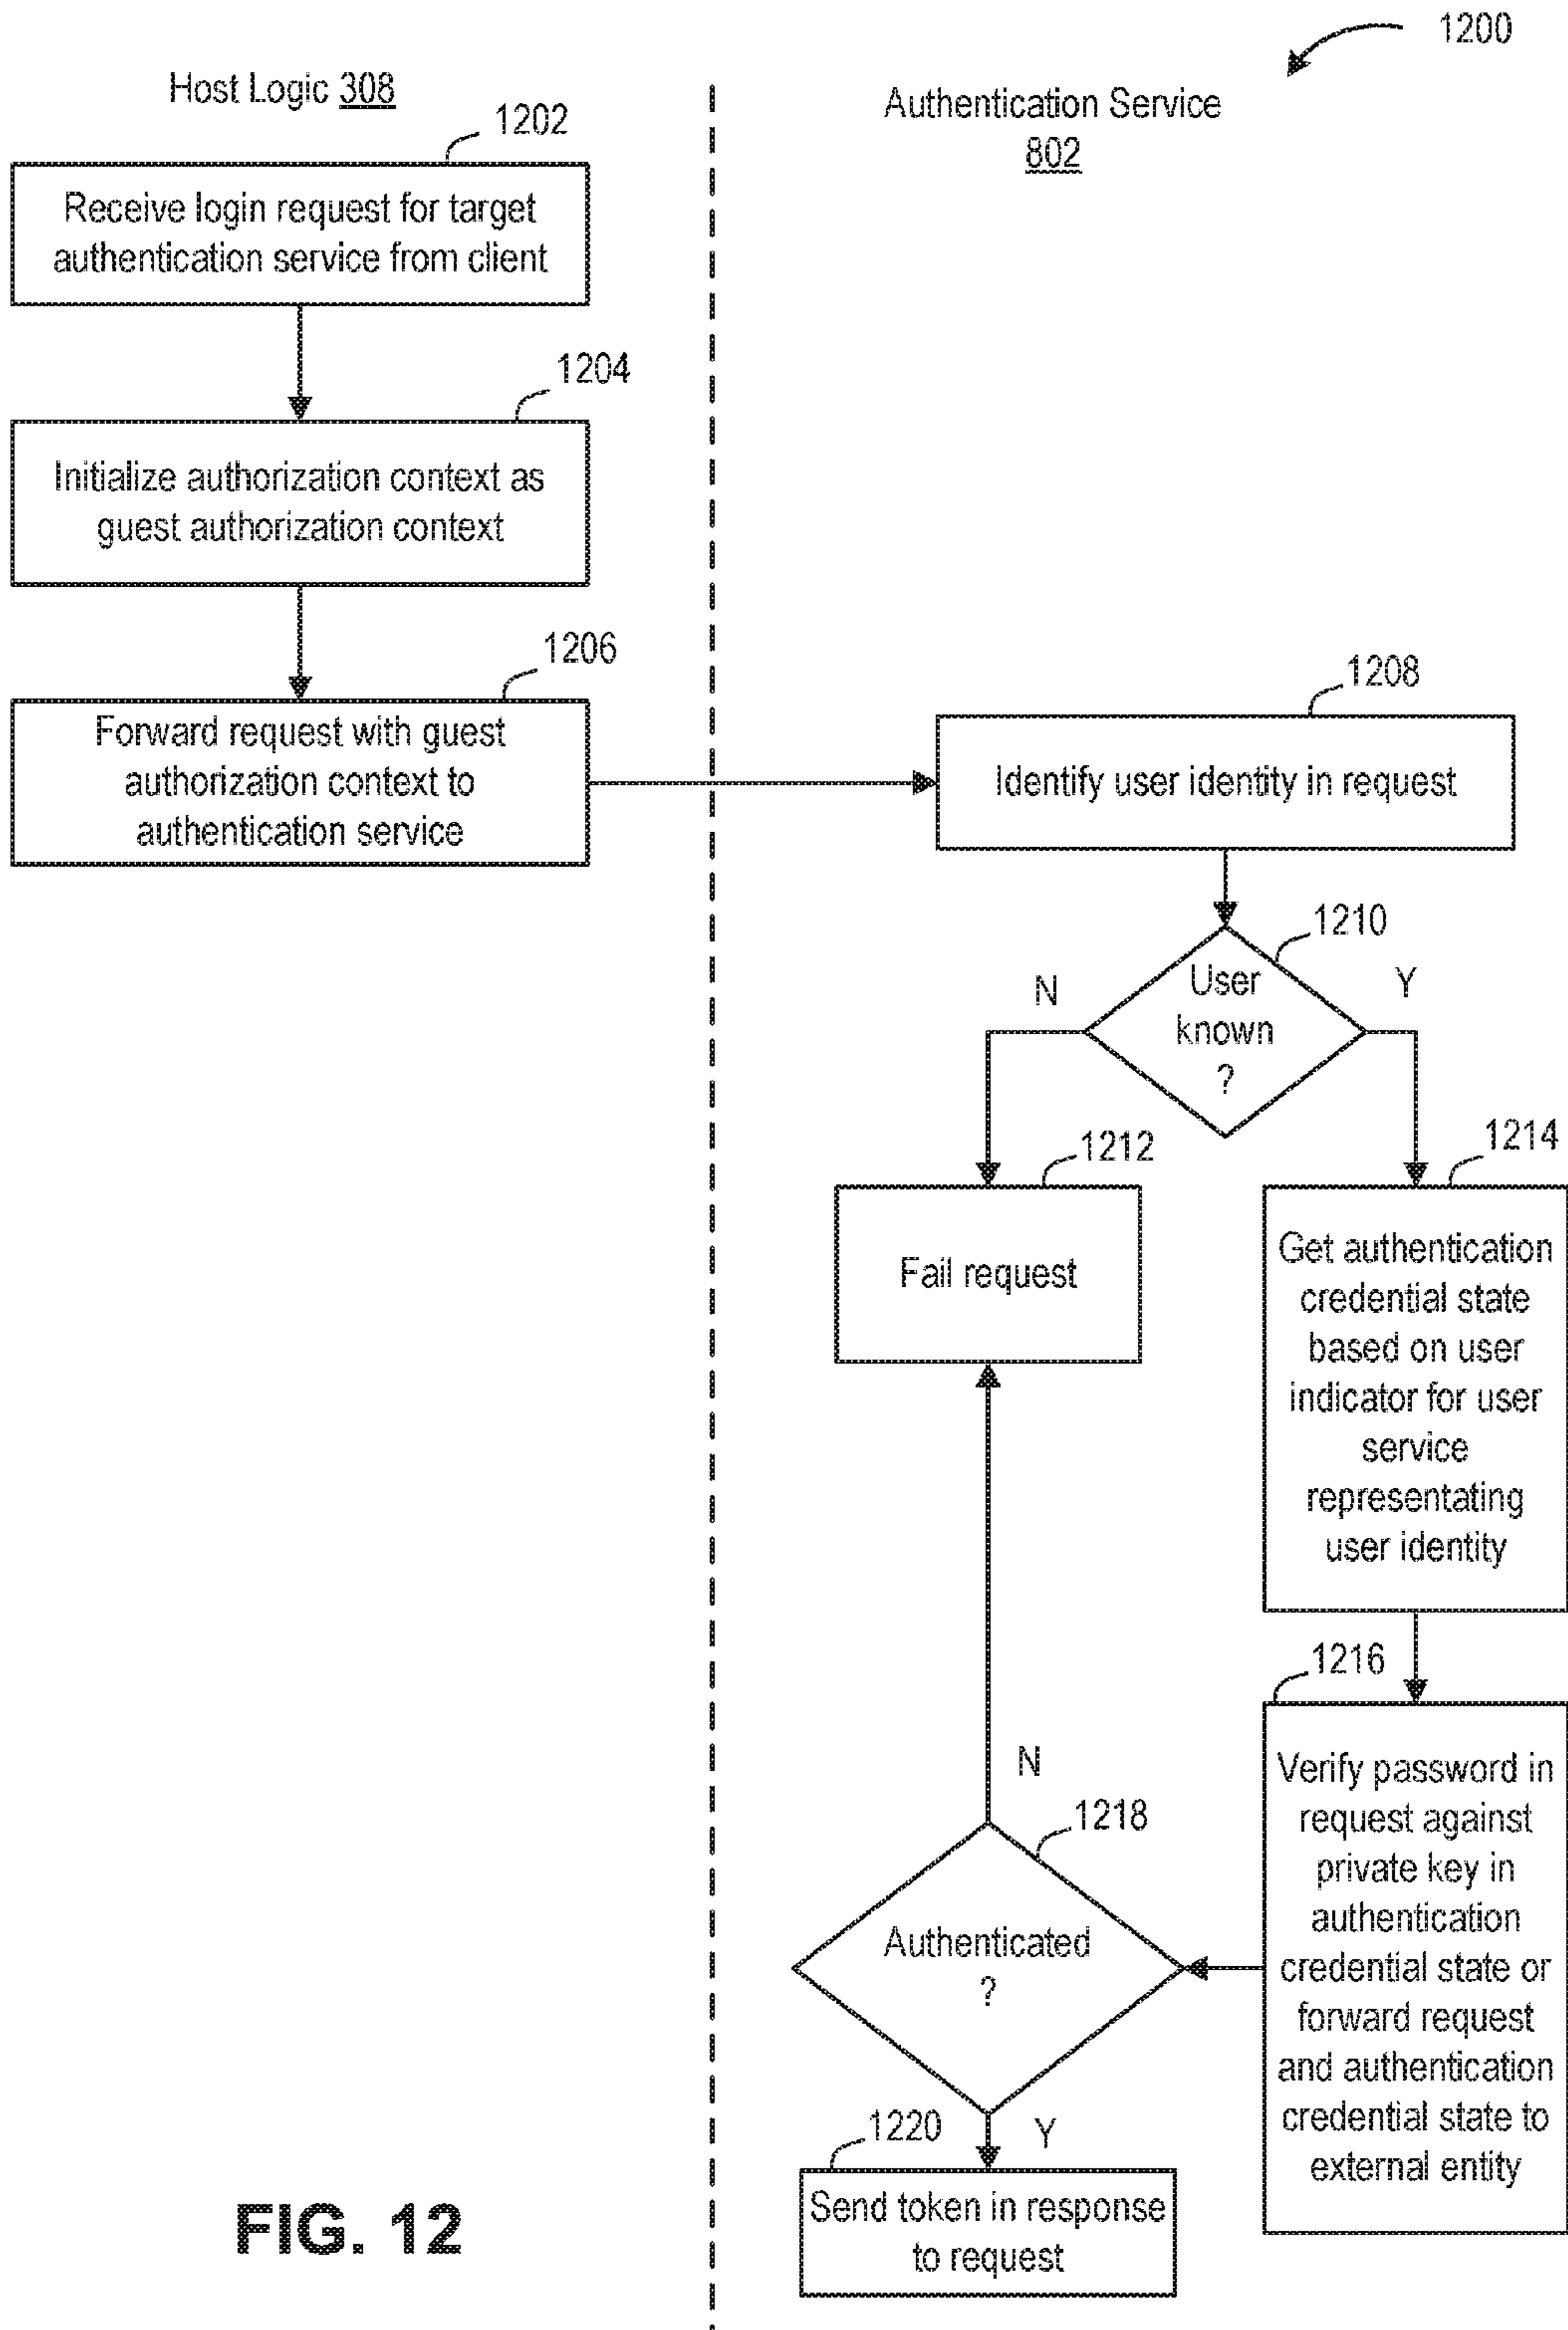 1200
Host Logic 308
Authentication Service
802
1202
Receive login request for target
authentication service from client
1204
Initialize authorization context as
guest authorization context
1206
Forward request with guest
authorization context to
authentication service
1208
Identify user identity in request
1210
User
known
?
N
Y
1212
Fail request
1214
Get authentication
credential state
based on user
indicator for user
service
representating
user identity
1216
Verify password in
request against
private key in
authentication
credential state or
forward request
and authentication
credential state to
external entity
N
1218
Authenticated
?
Y
1220
Send token in response
to request
FIG. 12